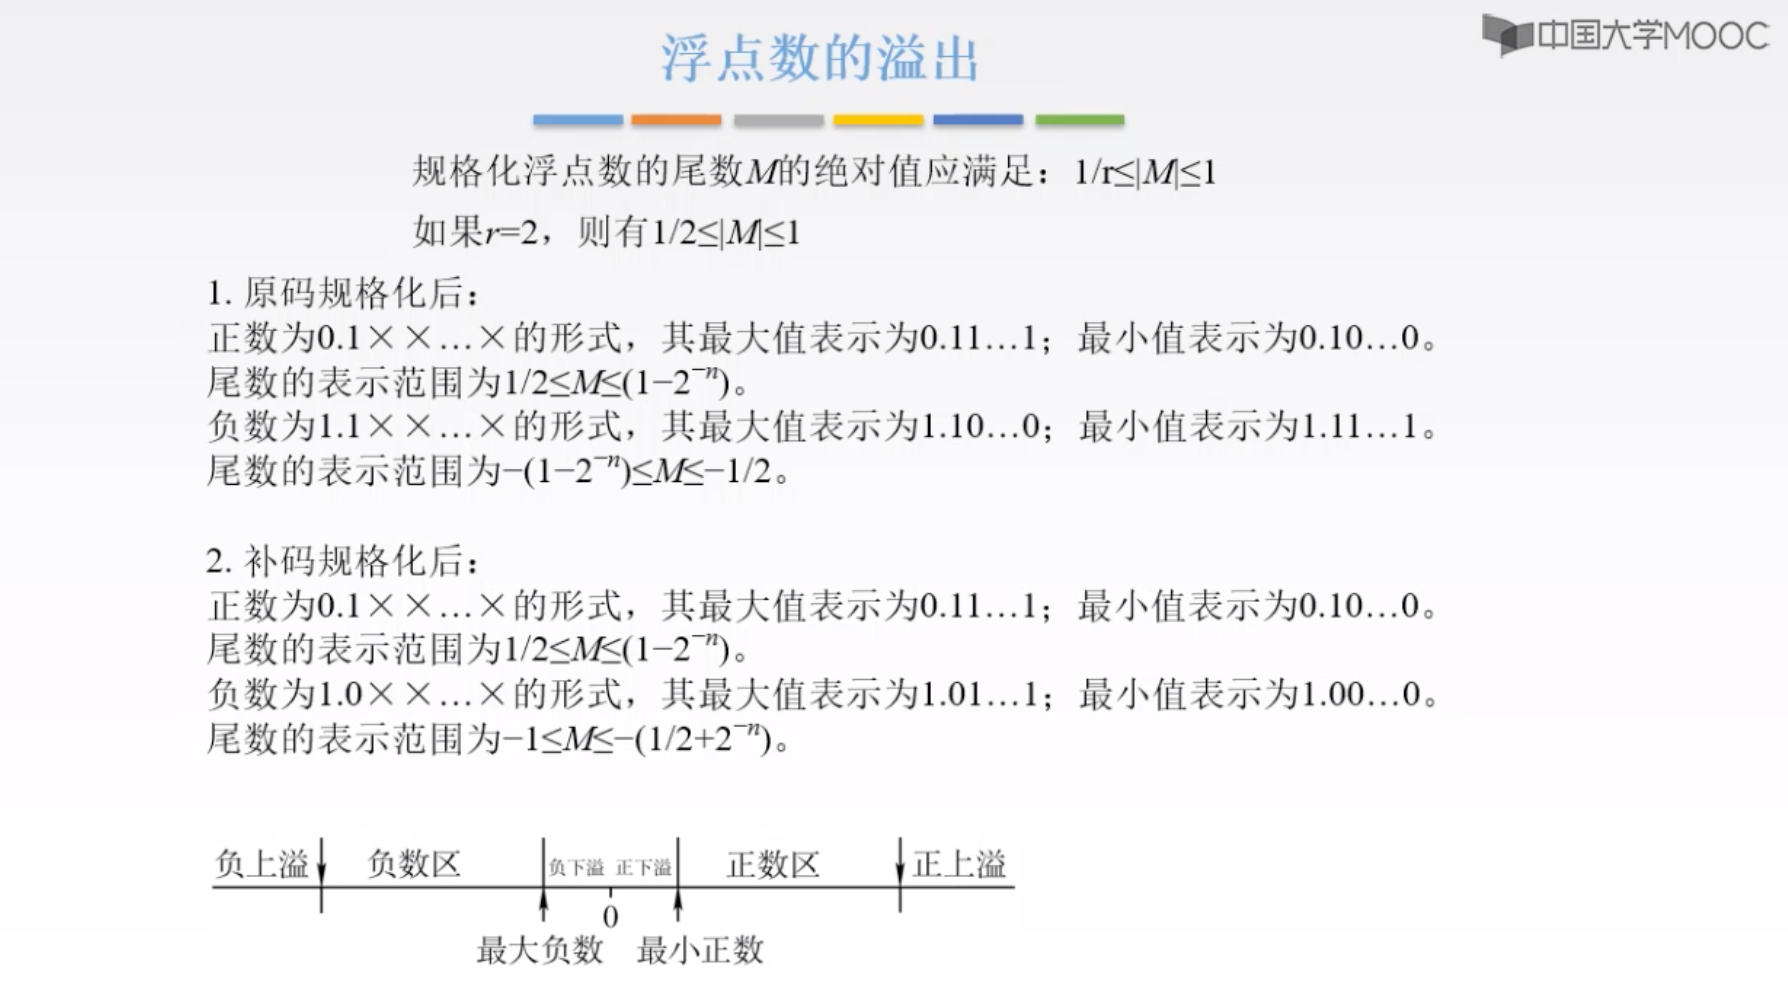 中国大学MOOC
浮点数的溢出
规格化浮点数的尾数M的绝对值应满足：1/r≤|M|≤1
如果r=2，则有1/2≤|M|≤1
1. 原码规格化后：
正数为0.1××…×的形式，其最大值表示为0.11…1；最小值表示为0.10…0。
尾数的表示范围为1/2≤M≤(1−2⁻ⁿ)。
负数为1.1××…×的形式，其最大值表示为1.10…0；最小值表示为1.11…1。
尾数的表示范围为−(1−2⁻ⁿ)≤M≤−1/2。
2. 补码规格化后：
正数为0.1××…×的形式，其最大值表示为0.11…1；最小值表示为0.10…0。
尾数的表示范围为1/2≤M≤(1−2⁻ⁿ)。
负数为1.0××…×的形式，其最大值表示为1.01…1；最小值表示为1.00…0。
尾数的表示范围为−1≤M≤−(1/2+2⁻ⁿ)。
负上溢 负数区 负下溢 正下溢 正数区 正上溢
0
最大负数 最小正数